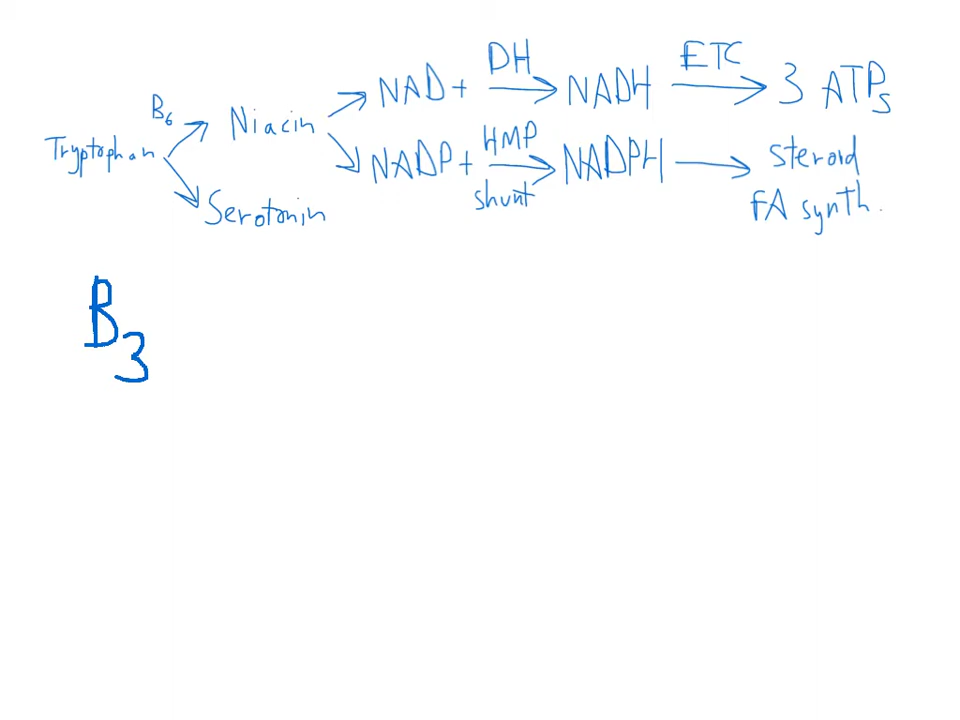 Tryptophan B6 → Niacin → NAD+ DH → NADH ETC → 3 ATPs
→ NADP+ HMP shunt → NADPH → steroid FA synth.
→ Serotonin
B3